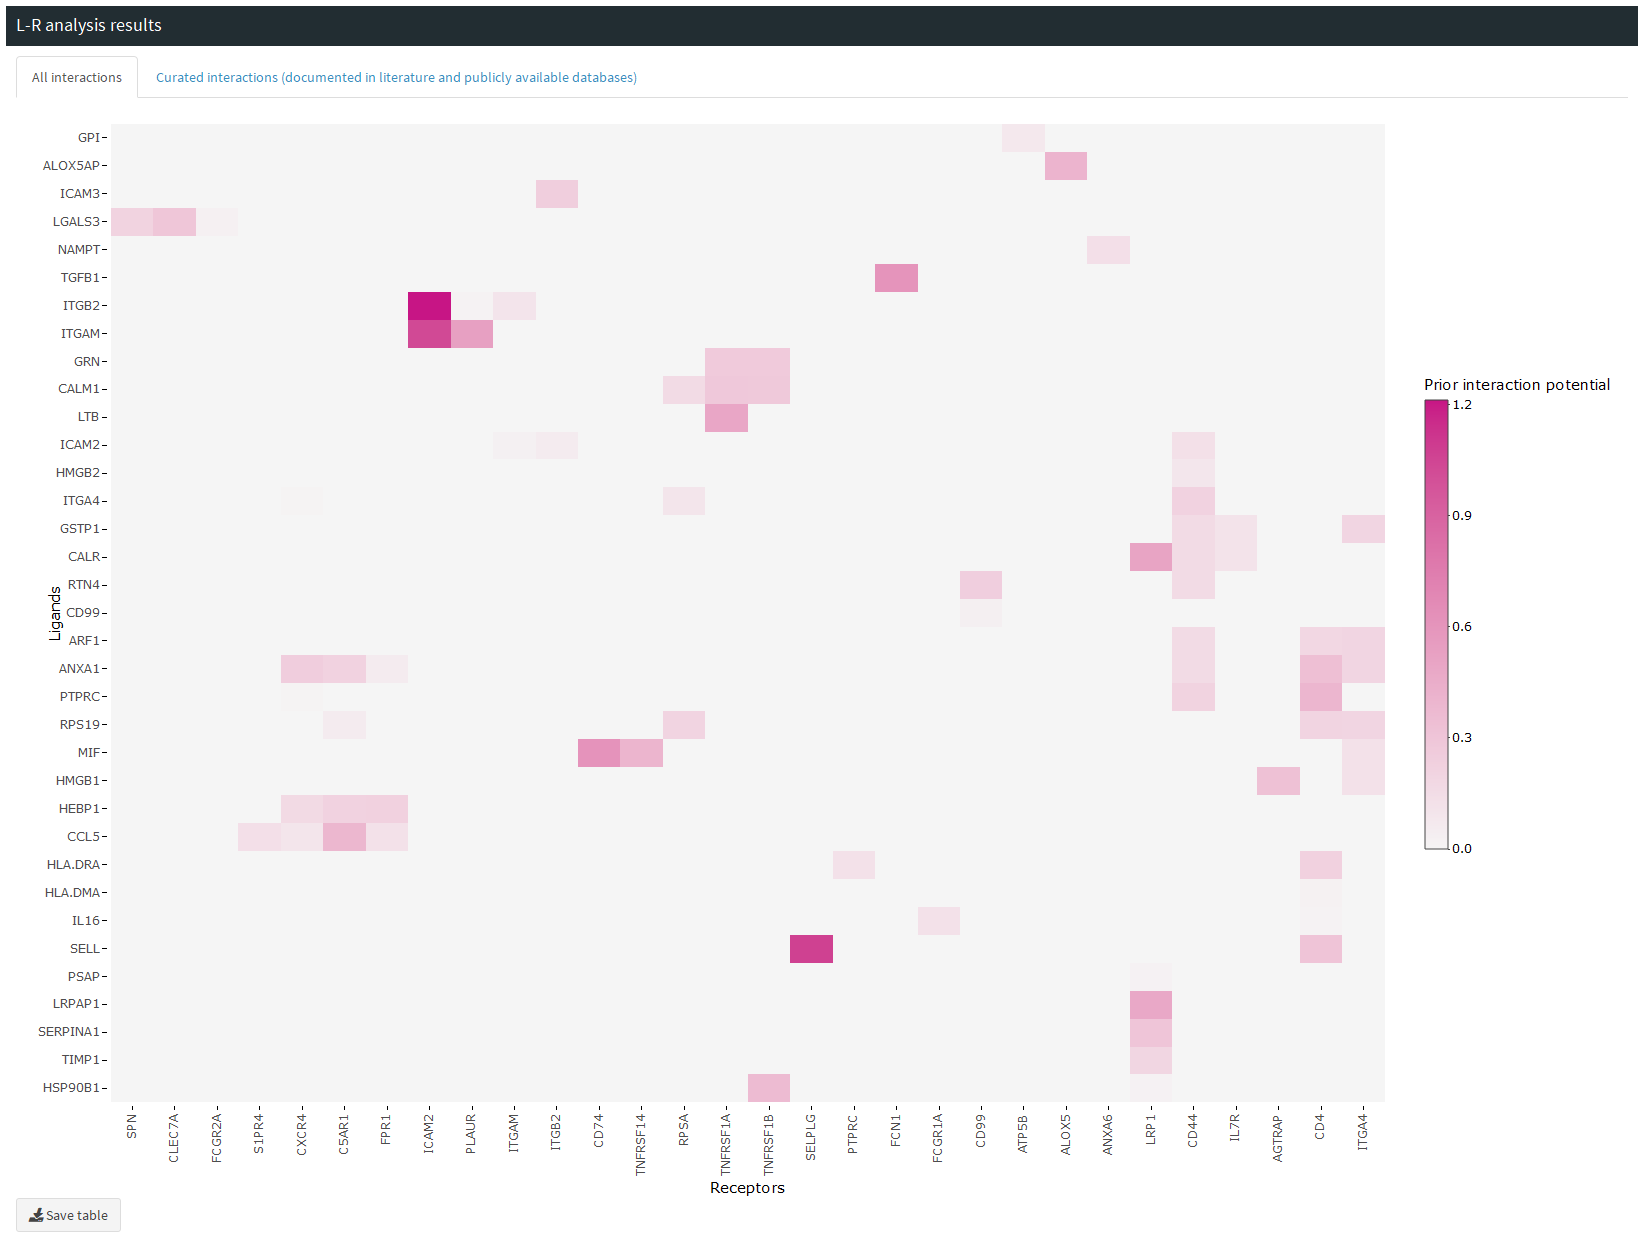 L-R analysis results
All interactions
Curated interactions (documented in literature and publicly available databases)
GPI
ALOX5AP
ICAM3
LGALS3
NAMPT
TGFB1
ITGB2
ITGAM
GRN
CALM1
LTB
ICAM2
HMGB2
ITGA4
GSTP1
CALR
RTN4
CD99
ARF1
ANXA1
PTPRC
RPS19
MIF
HMGB1
HEBP1
CCL5
HLA.DRA
HLA.DMA
IL16
SELL
PSAP
LRPAP1
SERPINA1
TIMP1
HSP90B1
Ligands
SPN
CLEC7A
FCGR2A
S1PR4
CXCR4
C5AR1
FPR1
ICAM2
PLAUR
ITGAM
ITGB2
CD74
TNFRSF14
RPSA
TNFRSF1A
TNFRSF1B
SELPLG
PTPRC
FCN1
FCGR1A
CD99
ATP5B
ALOX5
ANXA6
LRP1
CD44
IL7R
AGTRAP
CD4
ITGA4
Receptors
Prior interaction potential
1.2
0.9
0.6
0.3
0.0
Save table